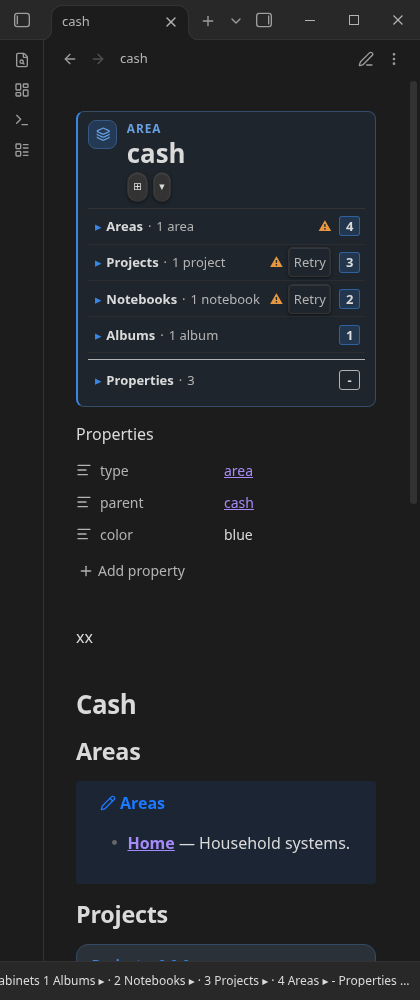 cash
cash
AREA
cash
Areas · 1 area 4
Projects · 1 project Retry 3
Notebooks · 1 notebook Retry 2
Albums · 1 album 1
Properties · 3 -
Properties
type area
parent cash
color blue
Add property
xx
Cash
Areas
Areas
Home — Household systems.
Projects
abinets 1 Albums ▸ · 2 Notebooks ▸ · 3 Projects ▸ · 4 Areas ▸ - Properties ...